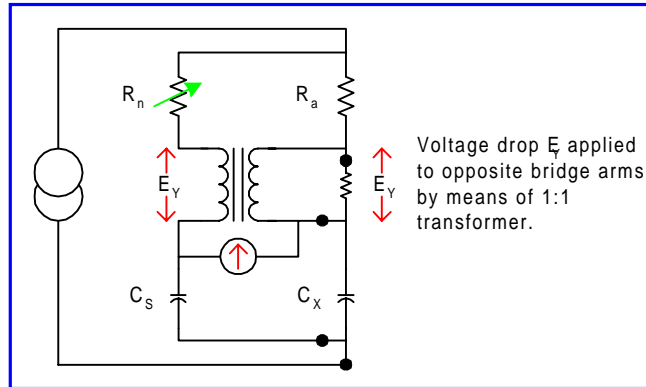 Rn
Ra
EY
EY
Voltage drop EY applied
to opposite bridge arms
by means of 1:1
transformer.
CS
CX